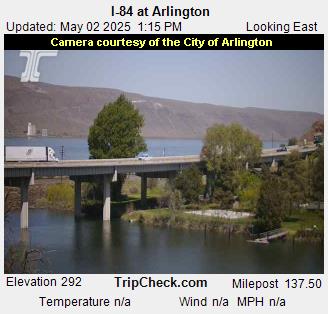 I-84 at Arlington
Updated: May 02 2025 1:15 PM Looking East
Camera courtesy of the City of Arlington
Elevation 292 TripCheck.com Milepost 137.50
Temperature n/a Wind n/a MPH n/a